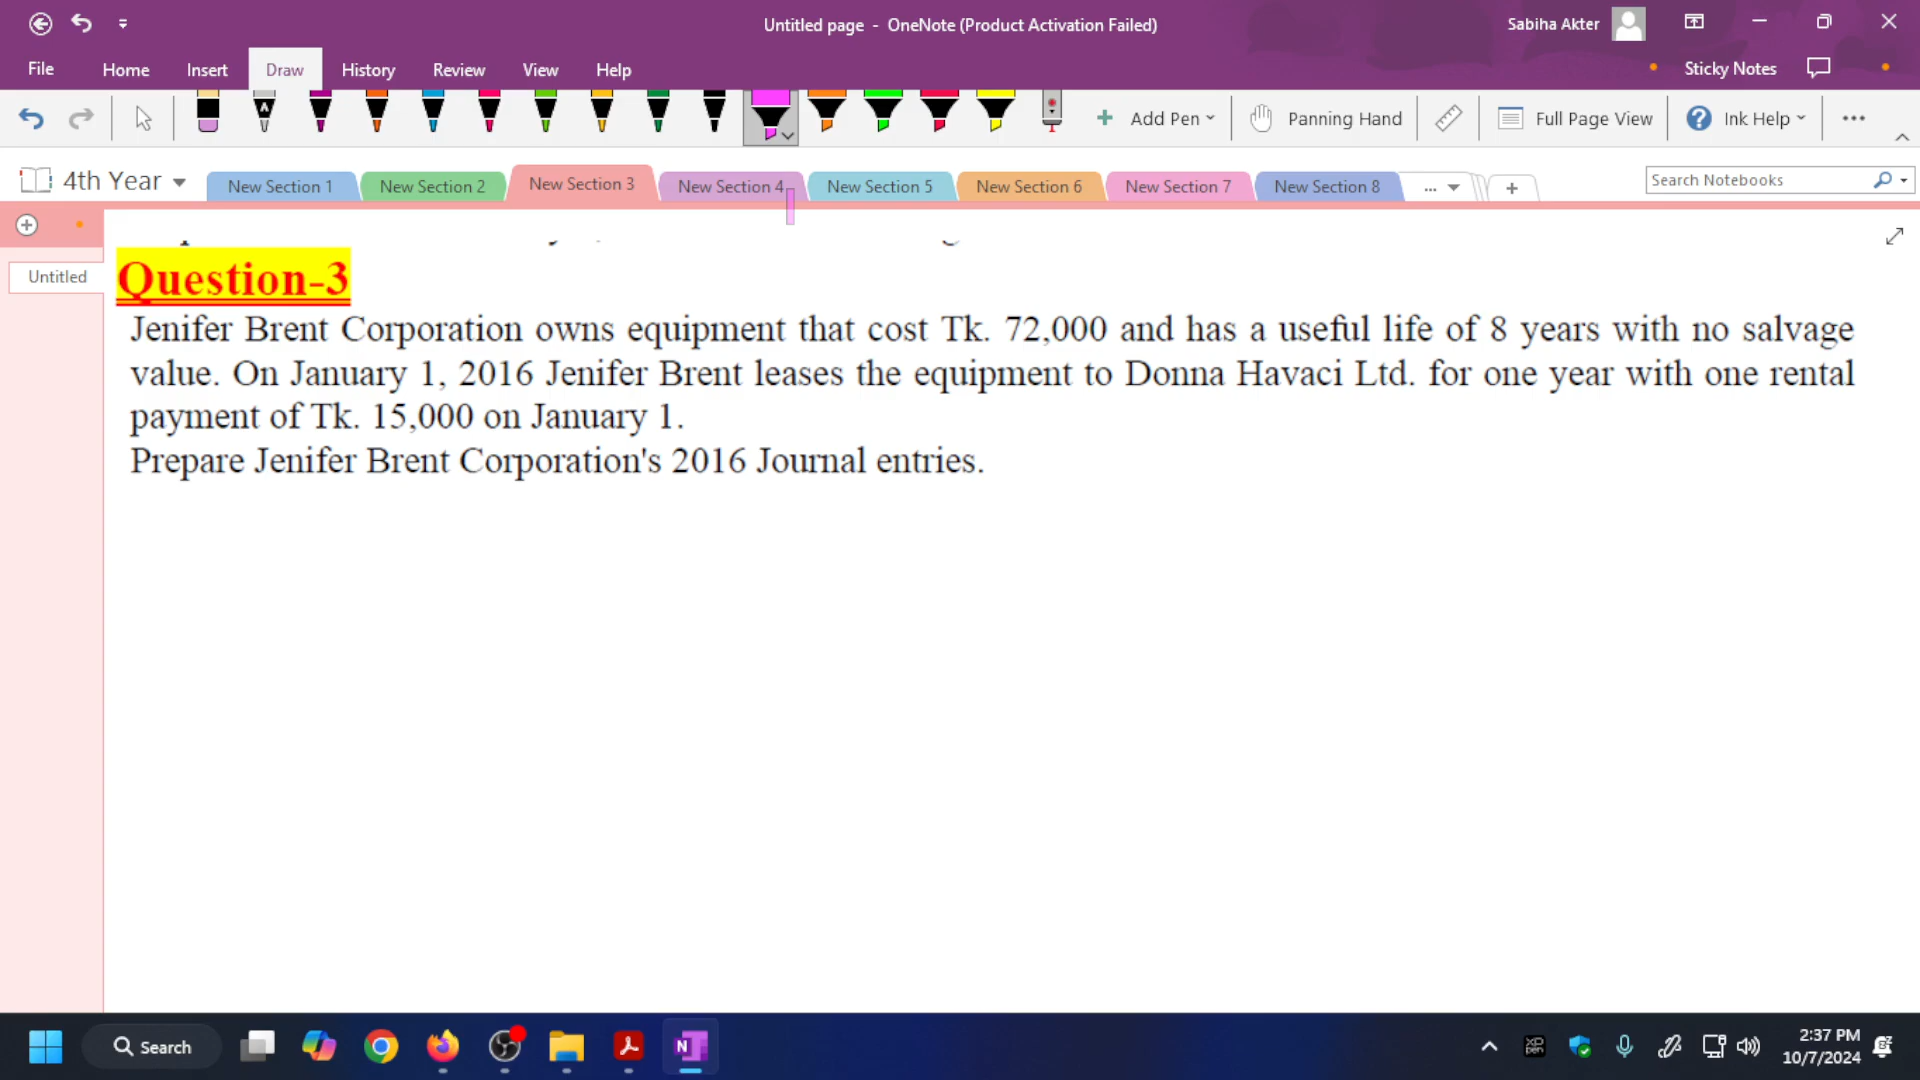 Untitled page - OneNote (Product Activation Failed)
Sabiha Akter
File Home Insert Draw History Review View Help
Sticky Notes
Add Pen Panning Hand Full Page View Ink Help
4th Year New Section 1 New Section 2 New Section 3 New Section 4 New Section 5 New Section 6 New Section 7 New Section 8 ... Search Notebooks
Untitled
Question-3
Jenifer Brent Corporation owns equipment that cost Tk. 72,000 and has a useful life of 8 years with no salvage
value. On January 1, 2016 Jenifer Brent leases the equipment to Donna Havaci Ltd. for one year with one rental
payment of Tk. 15,000 on January 1.
Prepare Jenifer Brent Corporation's 2016 Journal entries.
Search
2:37 PM
10/7/2024